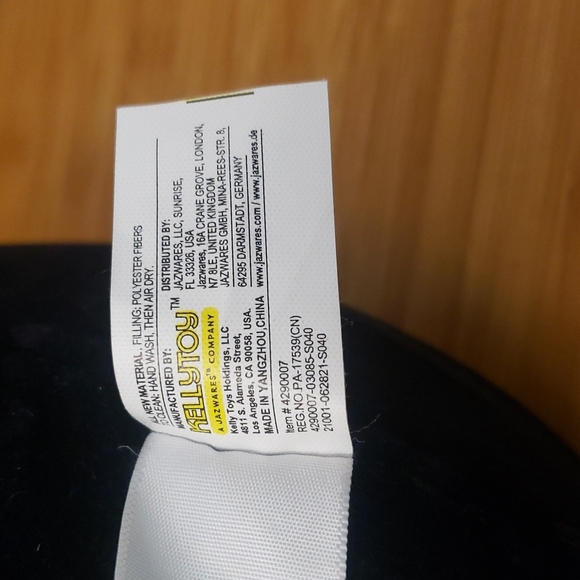 ALL NEW MATERIAL. FILLING: POLYESTER FIBERS
TO CLEAN: HAND WASH, THEN AIR DRY.
MANUFACTURED BY:
KELLYTOY™
A JAZWARES COMPANY
Kelly Toys Holdings, LLC
4811 S. Alameda Street,
Los Angeles, CA 90058, USA.
MADE IN YANGZHOU,CHINA
DISTRIBUTED BY:
JAZWARES, LLC, SUNRISE,
FL 33326, USA
Jazwares, 16A CRANE GROVE, LONDON,
N7 8LE, UNITED KINGDOM
JAZWARES GMBH, MINA-REES-STR. 8,
64295 DARMSTADT, GERMANY
www.jazwares.com / www.jazwares.de
Item # 4290007
REG.NO.PA-17539(CN)
4290007-03085-S040
21001-062821-S040